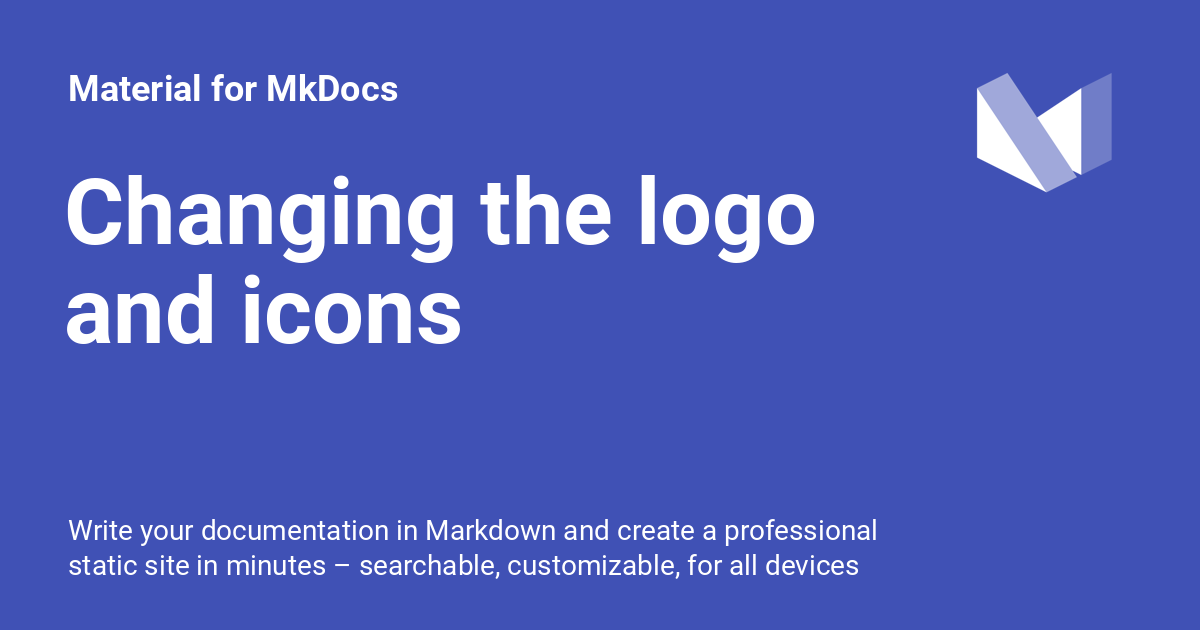 Material for MkDocs
Changing the logo
and icons
Write your documentation in Markdown and create a professional
static site in minutes – searchable, customizable, for all devices